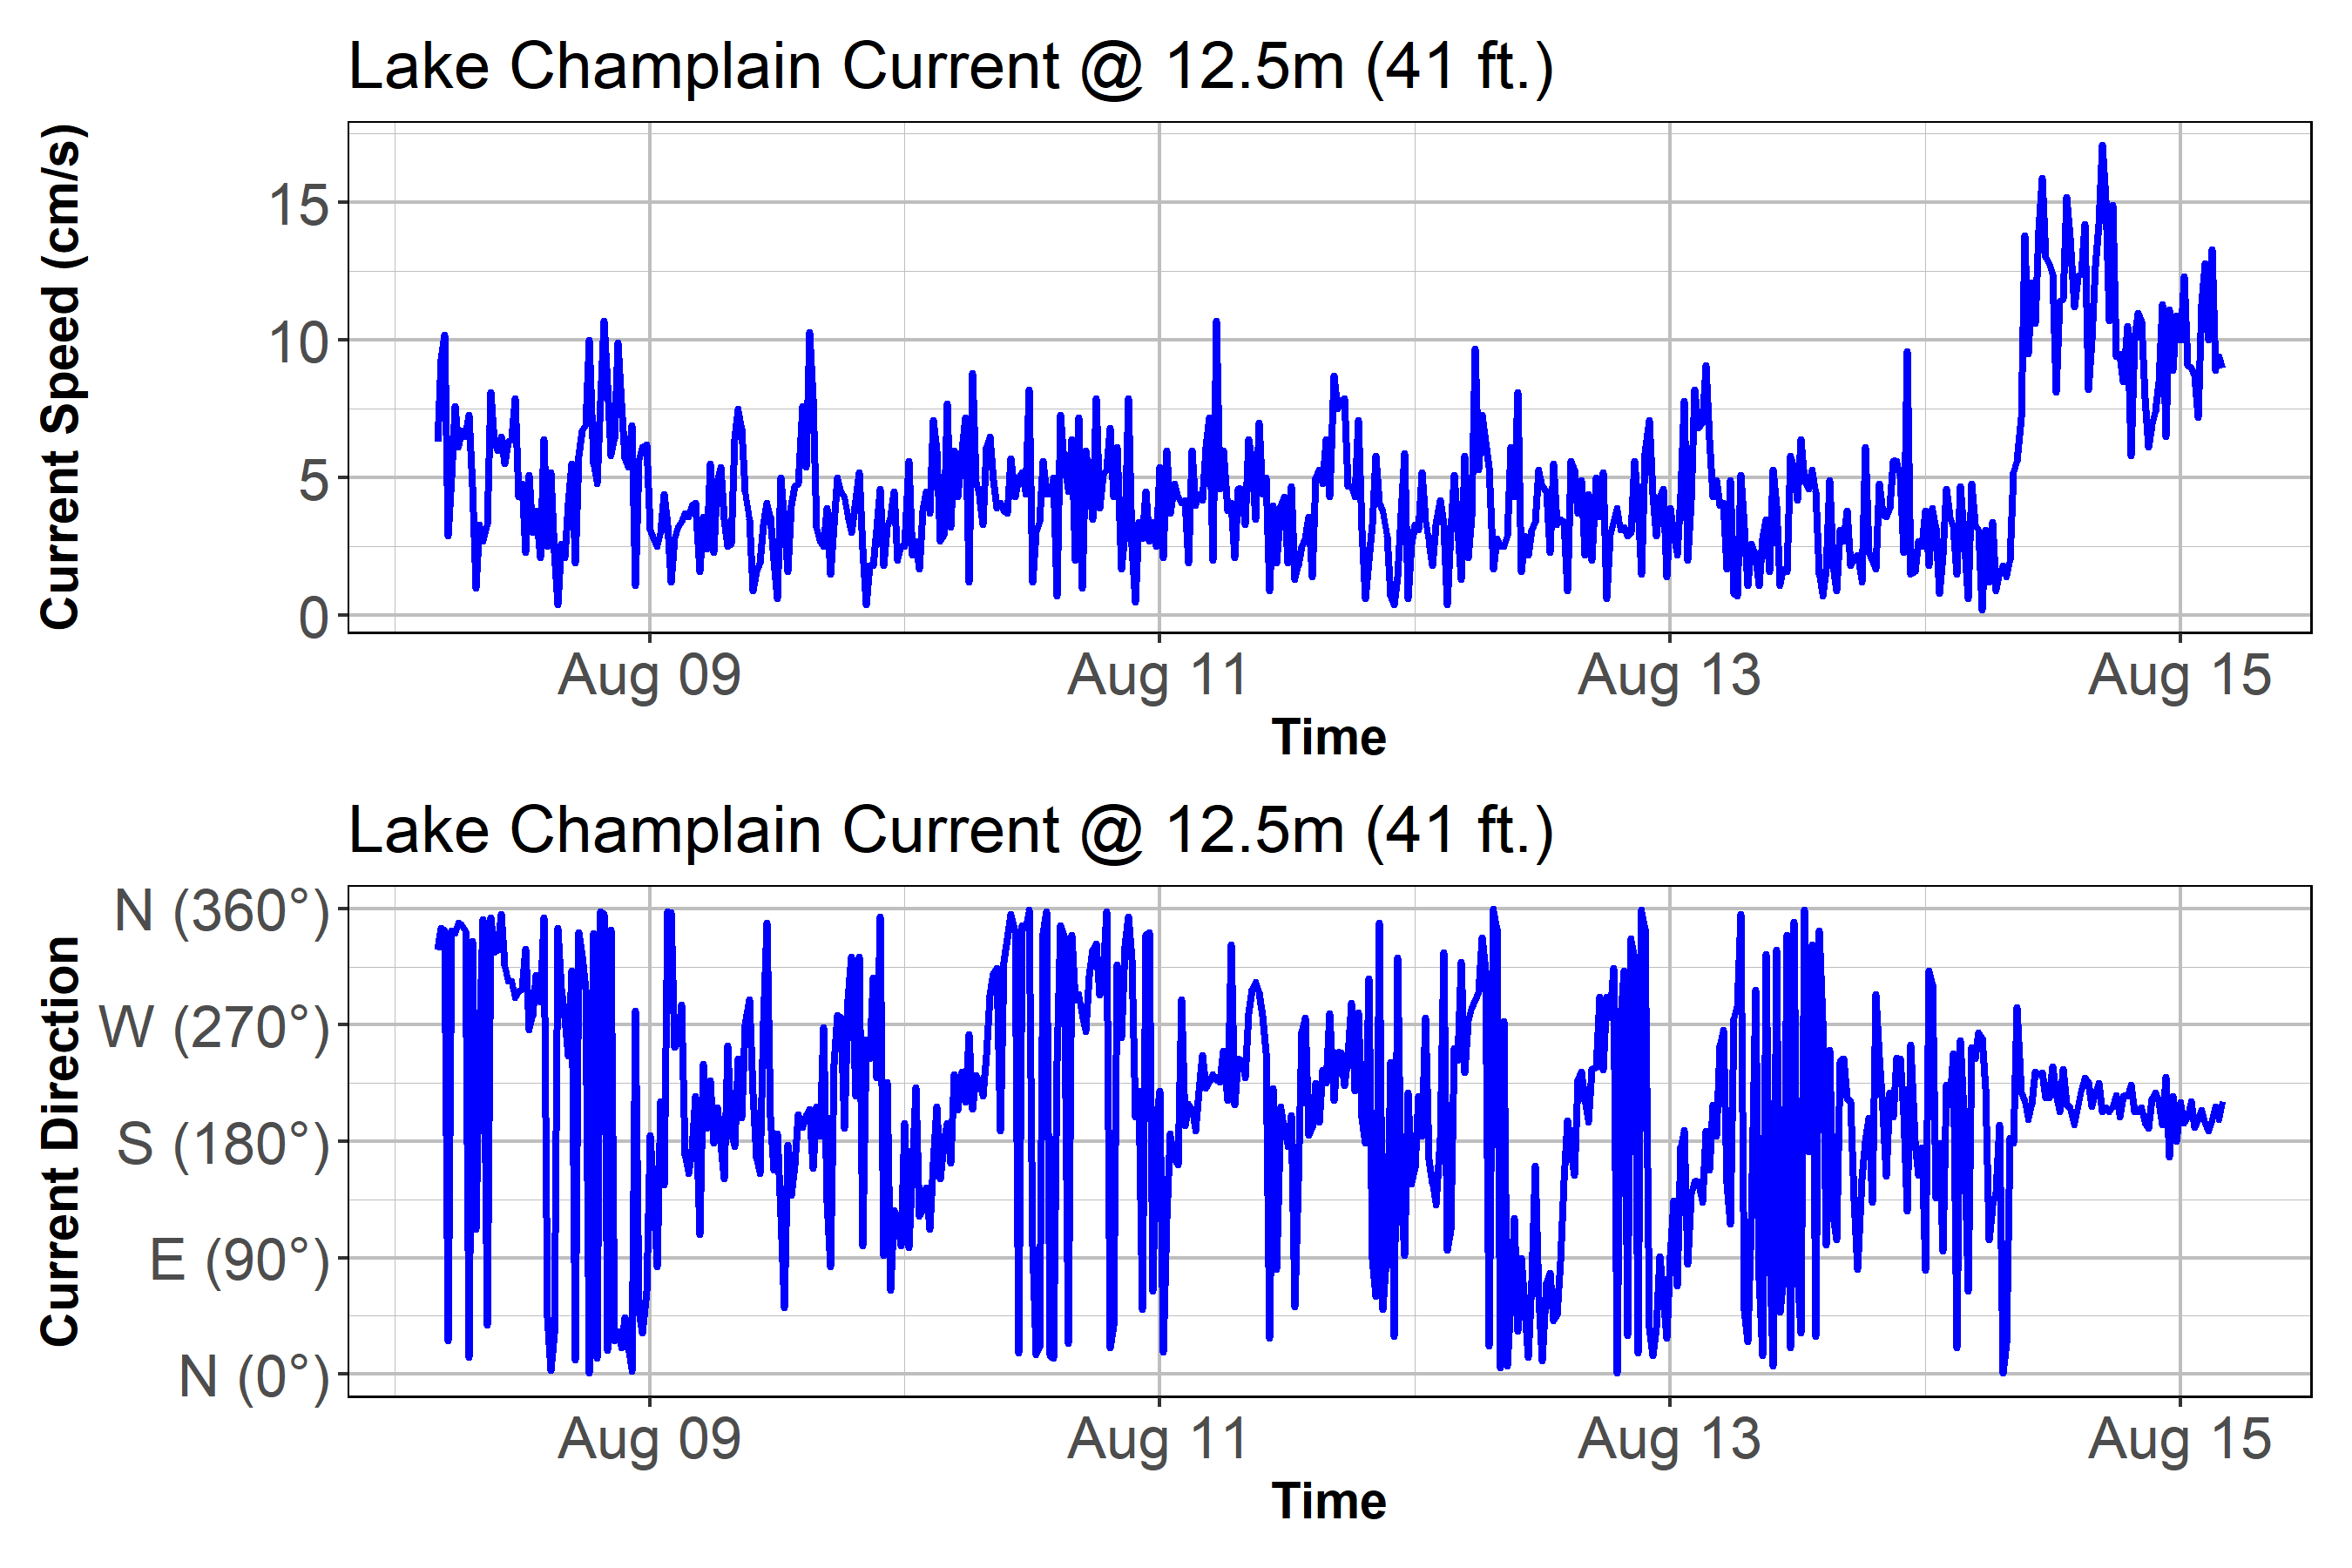 Lake Champlain Current @ 12.5m (41 ft.)
Current Speed (cm/s)
15
10
5
0
Aug 09
Aug 11
Aug 13
Aug 15
Time
Lake Champlain Current @ 12.5m (41 ft.)
Current Direction
N (360°)
W (270°)
S (180°)
E (90°)
N (0°)
Aug 09
Aug 11
Aug 13
Aug 15
Time